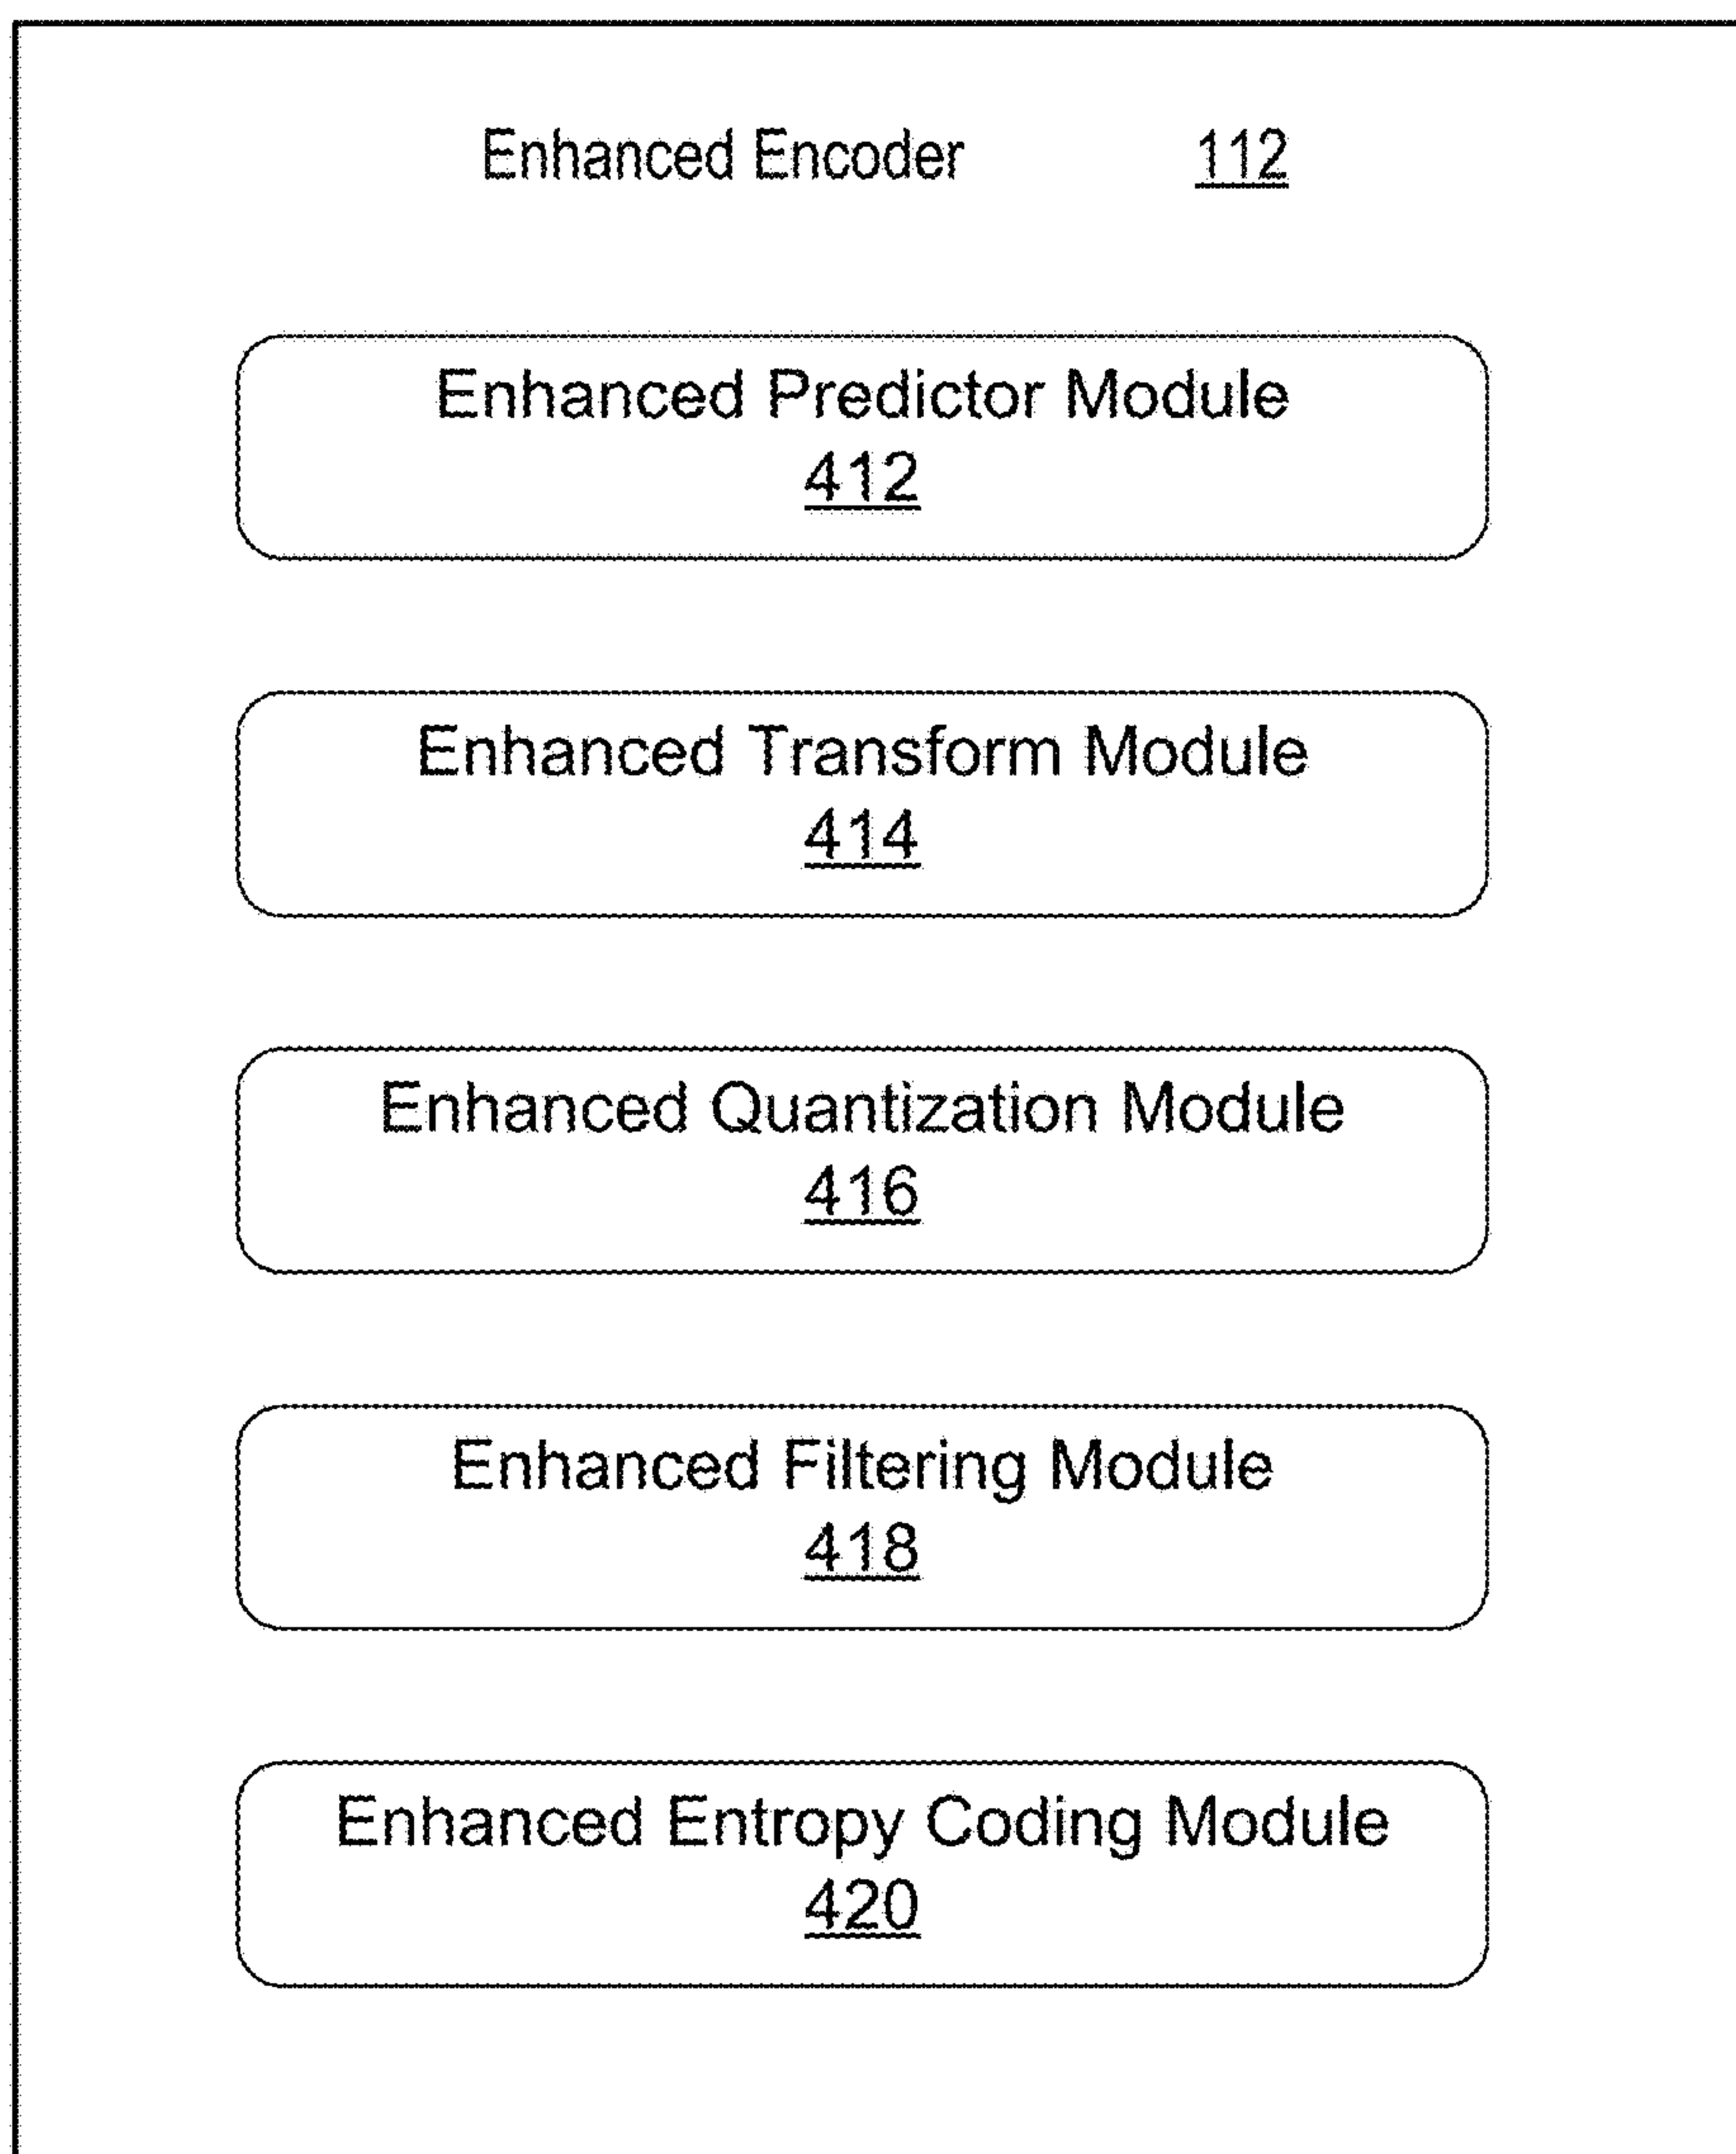 Enhanced Encoder 112
Enhanced Predictor Module
412
Enhanced Transform Module
414
Enhanced Quantization Module
416
Enhanced Filtering Module
418
Enhanced Entropy Coding Module
420